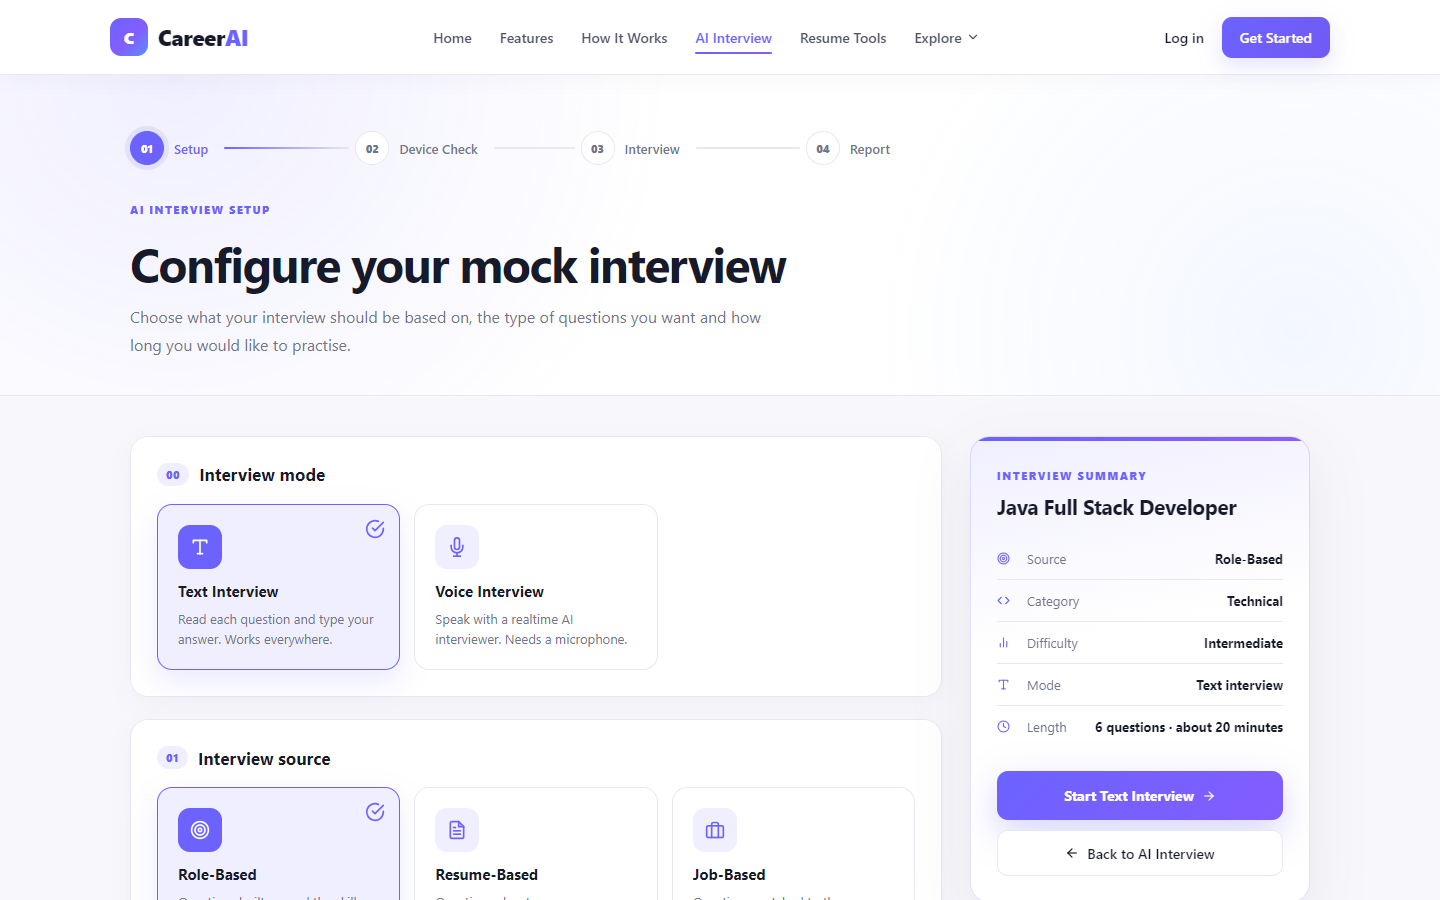 C CareerAI
Home
Features
How It Works
AI Interview
Resume Tools
Explore
Log in
Get Started
01 Setup
02 Device Check
03 Interview
04 Report
AI INTERVIEW SETUP
Configure your mock interview
Choose what your interview should be based on, the type of questions you want and how
long you would like to practise.
00 Interview mode
Text Interview
Read each question and type your
answer. Works everywhere.
Voice Interview
Speak with a realtime AI
interviewer. Needs a microphone.
01 Interview source
Role-Based
Resume-Based
Job-Based
INTERVIEW SUMMARY
Java Full Stack Developer
Source Role-Based
Category Technical
Difficulty Intermediate
Mode Text interview
Length 6 questions · about 20 minutes
Start Text Interview →
← Back to AI Interview